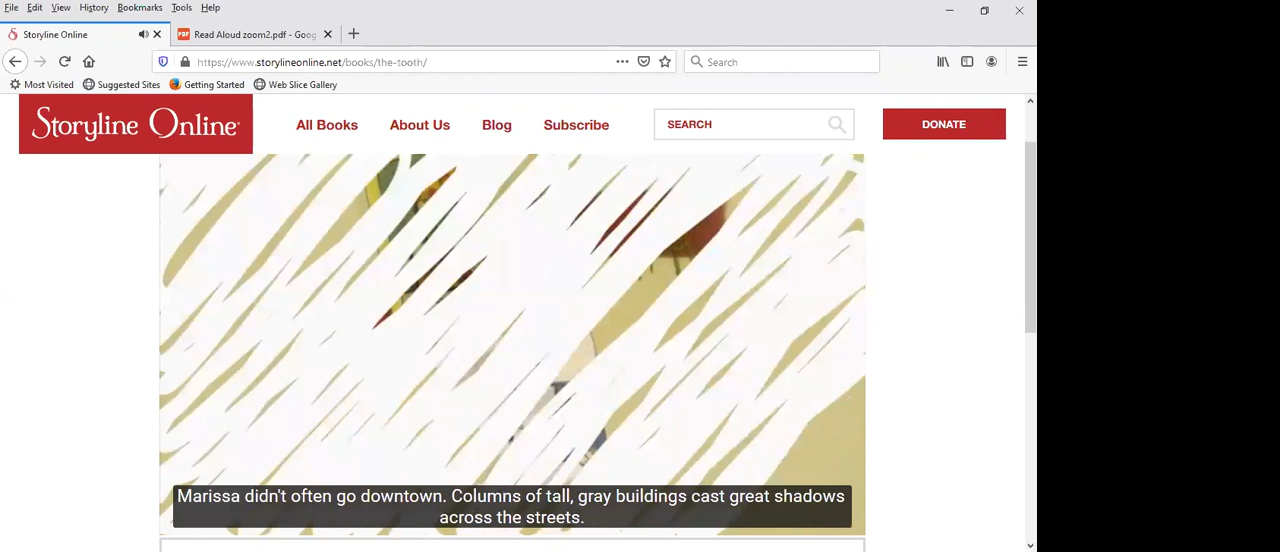 File Edit View History Bookmarks Tools Help
Storyline Online
PDF Read Aloud zoom2.pdf - Goog
https://www.storylineonline.net/books/the-tooth/
Search
Most Visited Suggested Sites Getting Started Web Slice Gallery
Storyline Online
All Books About Us Blog Subscribe SEARCH DONATE
Marissa didn't often go downtown. Columns of tall, gray buildings cast great shadows
across the streets.